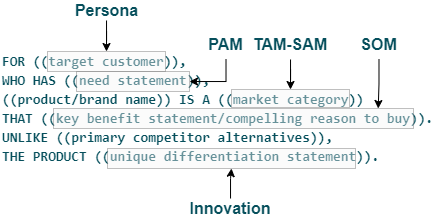 Persona
PAM TAM-SAM SOM
FOR ((target customer)),
WHO HAS ((need statement)),
((product/brand name)) IS A ((market category))
THAT ((key benefit statement/compelling reason to buy)).
UNLIKE ((primary competitor alternatives)),
THE PRODUCT ((unique differentiation statement)).
Innovation